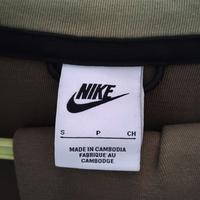 NIKE
S P CH
MADE IN CAMBODIA
FABRIQUÉ AU
CAMBODGE